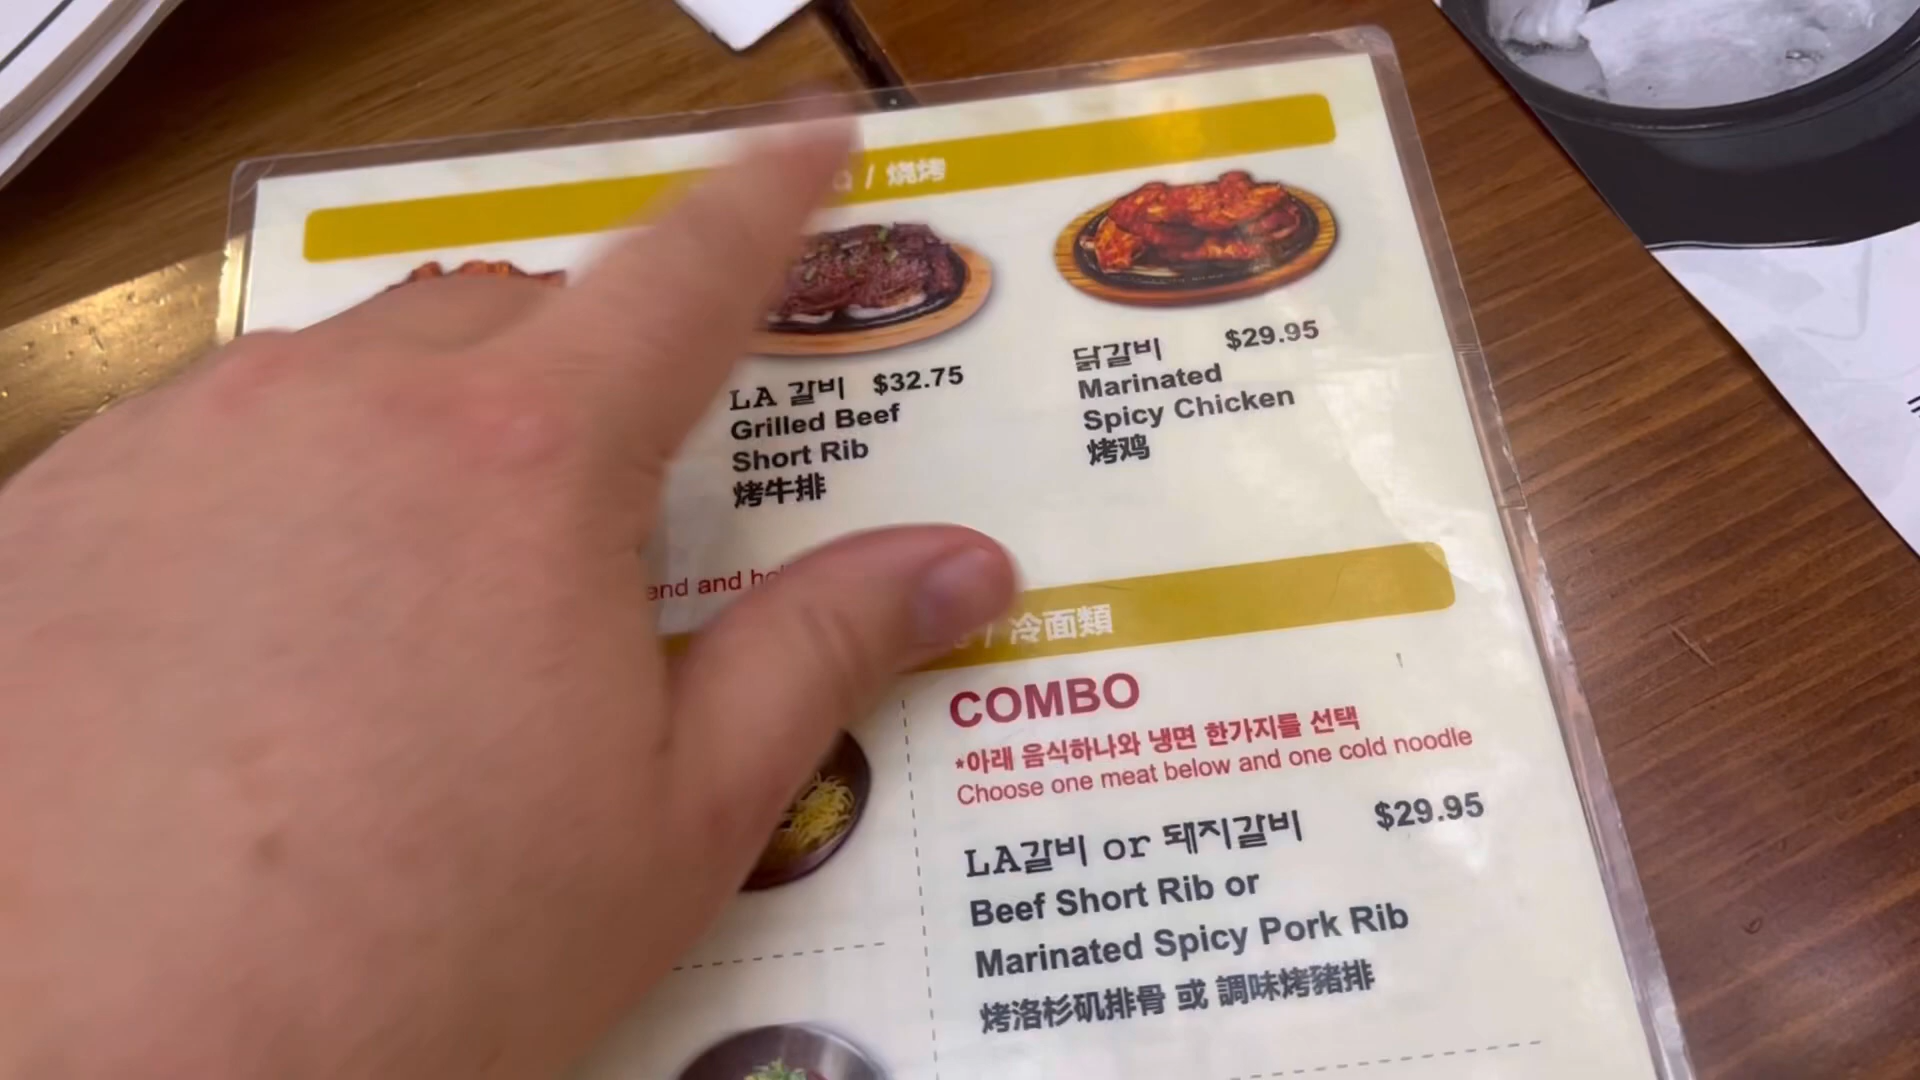 / 燒烤
LA 갈비 $32.75
Grilled Beef
Short Rib
烤牛排
닭갈비 $29.95
Marinated
Spicy Chicken
烤鸡
end and
/ 冷面類
COMBO
*아래 음식하나와 냉면 한가지를 선택
Choose one meat below and one cold noodle
LA갈비 or 돼지갈비 $29.95
Beef Short Rib or
Marinated Spicy Pork Rib
烤洛杉矶排骨 或 調味烤豬排